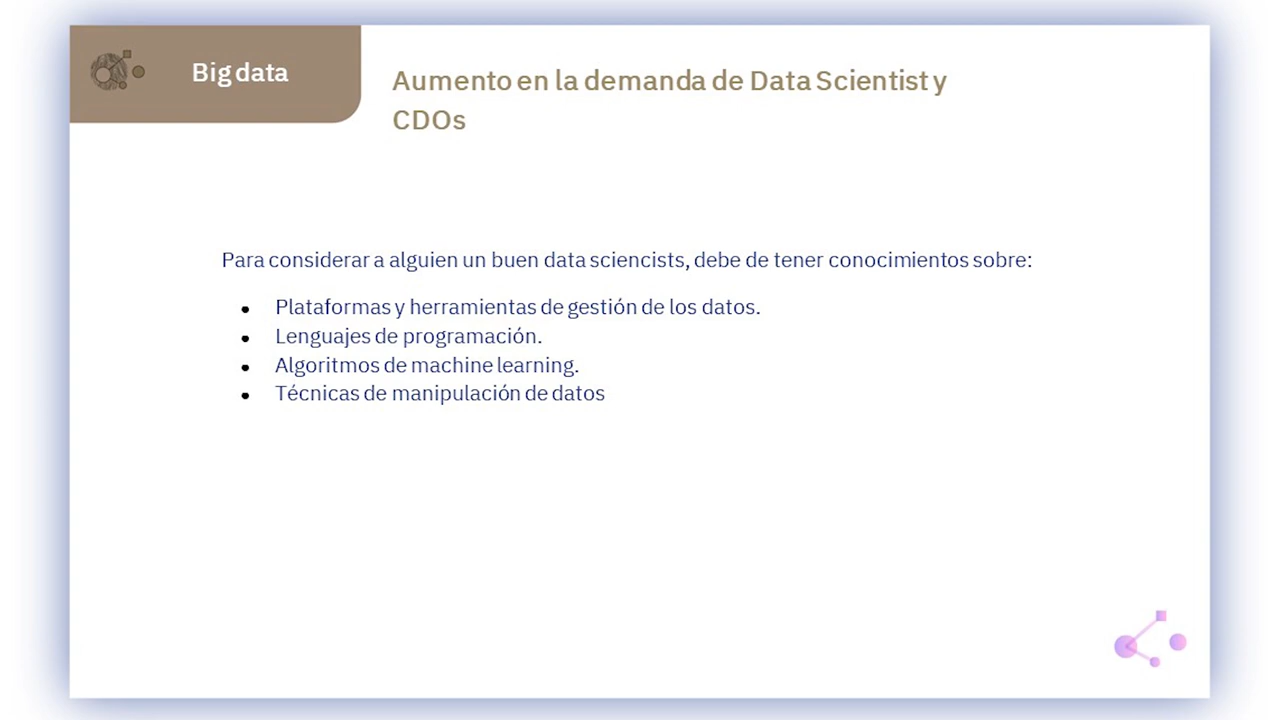 Big data
Aumento en la demanda de Data Scientist y
CDOs
Para considerar a alguien un buen data sciencists, debe de tener conocimientos sobre:
• Plataformas y herramientas de gestión de los datos.
• Lenguajes de programación.
• Algoritmos de machine learning.
• Técnicas de manipulación de datos